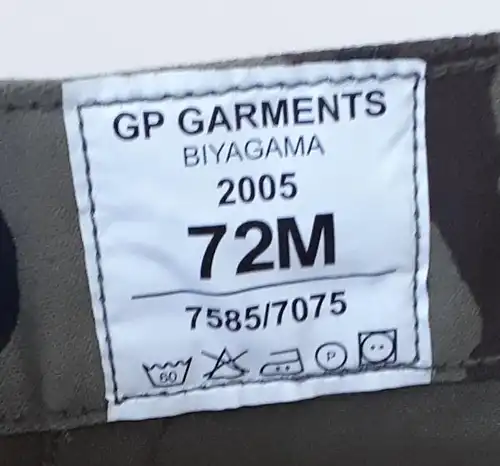 GP GARMENTS
BIYAGAMA
2005
72M
7585/7075
60 P